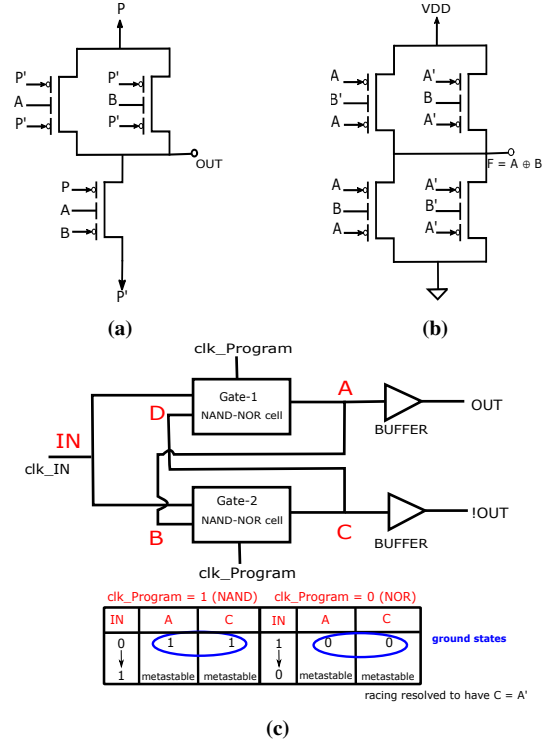 P
P'
A
P'
P'
B
P'
OUT
P
A
B
P'
(a)
VDD
A
B'
A
A'
B
A'
F = A ⊕ B
A
B
A
A'
B'
A'
(b)
clk_Program
Gate-1
NAND-NOR cell
A
D
BUFFER
OUT
IN
clk_IN
Gate-2
NAND-NOR cell
B
C
BUFFER
!OUT
clk_Program
clk_Program = 1 (NAND) clk_Program = 0 (NOR)
IN A C IN A C
0 1 1 1 0 0
ground states
1 metastable metastable 0 metastable metastable
racing resolved to have C = A'
(c)